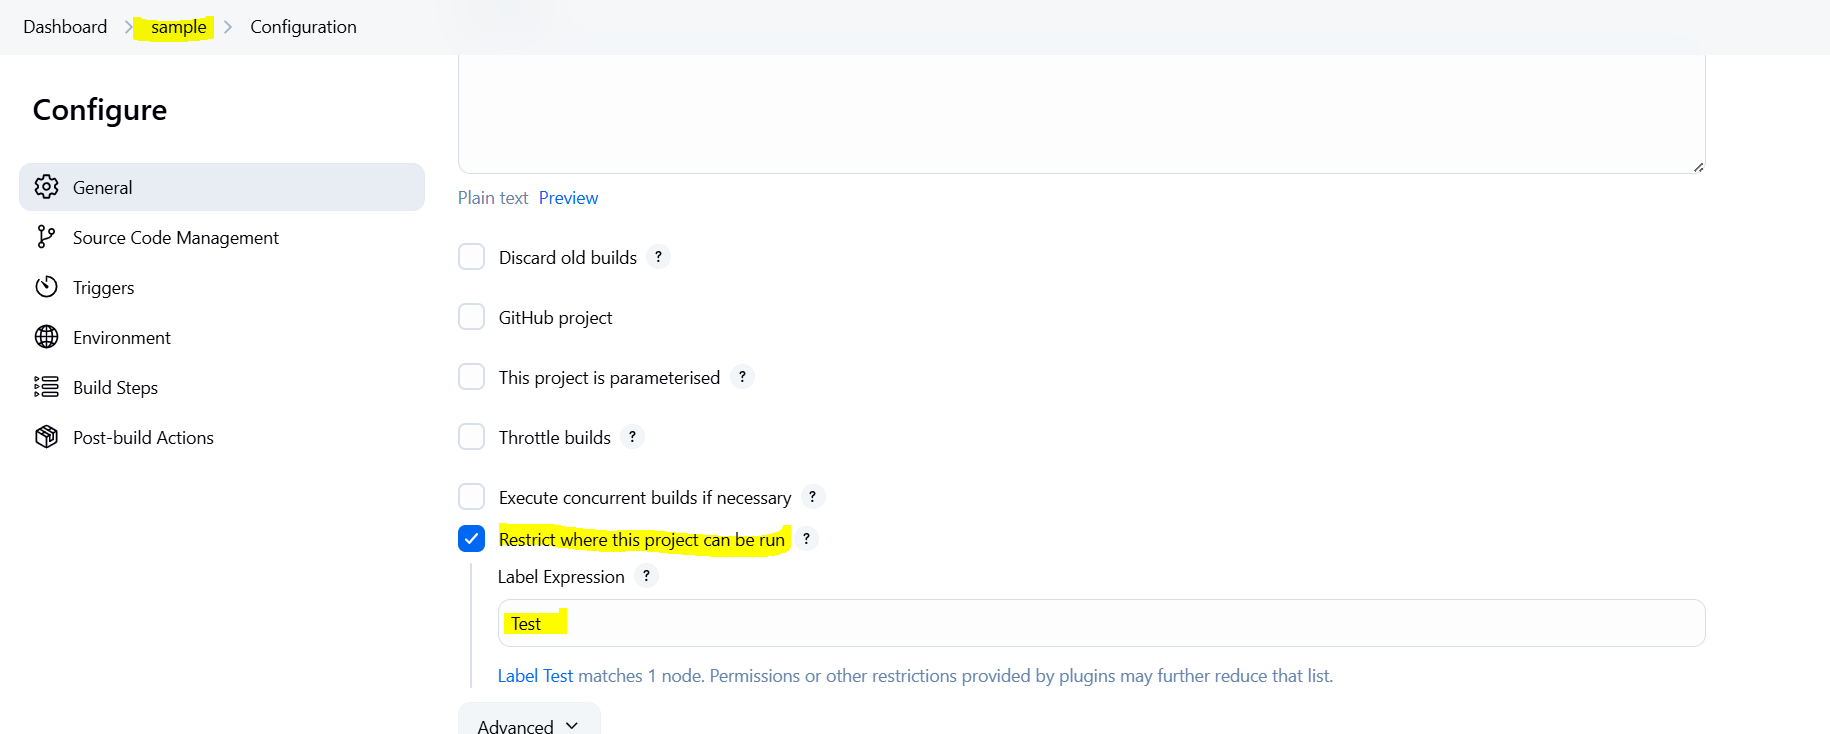 Dashboard > sample > Configuration
Configure
General
Source Code Management
Triggers
Environment
Build Steps
Post-build Actions
Plain text Preview
Discard old builds ?
GitHub project
This project is parameterised ?
Throttle builds ?
Execute concurrent builds if necessary ?
Restrict where this project can be run ?
Label Expression ?
Test
Label Test matches 1 node. Permissions or other restrictions provided by plugins may further reduce that list.
Advanced